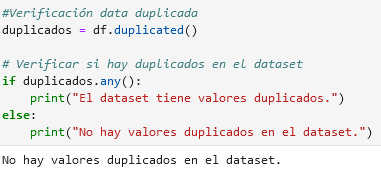 #Verificación data duplicada
duplicados = df.duplicated()
# Verificar si hay duplicados en el dataset
if duplicados.any():
    print("El dataset tiene valores duplicados.")
else:
    print("No hay valores duplicados en el dataset.")
No hay valores duplicados en el dataset.